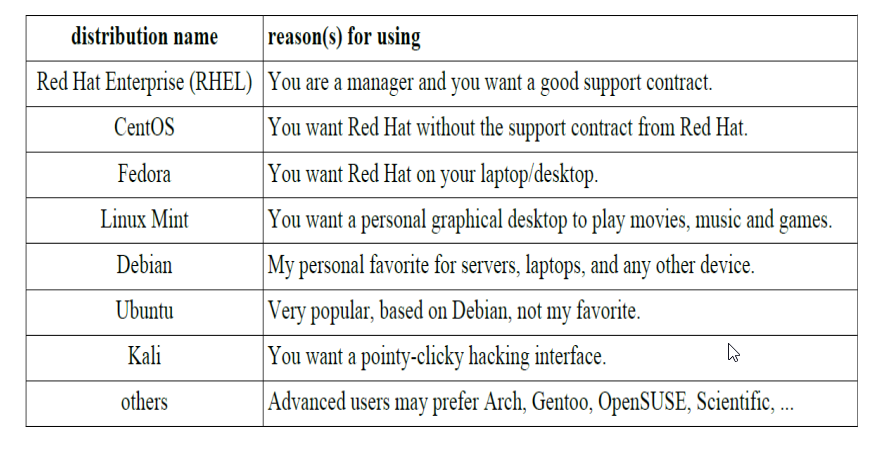 distribution name reason(s) for using
Red Hat Enterprise (RHEL) You are a manager and you want a good support contract.
CentOS You want Red Hat without the support contract from Red Hat.
Fedora You want Red Hat on your laptop/desktop.
Linux Mint You want a personal graphical desktop to play movies, music and games.
Debian My personal favorite for servers, laptops, and any other device.
Ubuntu Very popular, based on Debian, not my favorite.
Kali You want a pointy-clicky hacking interface.
others Advanced users may prefer Arch, Gentoo, OpenSUSE, Scientific, ...